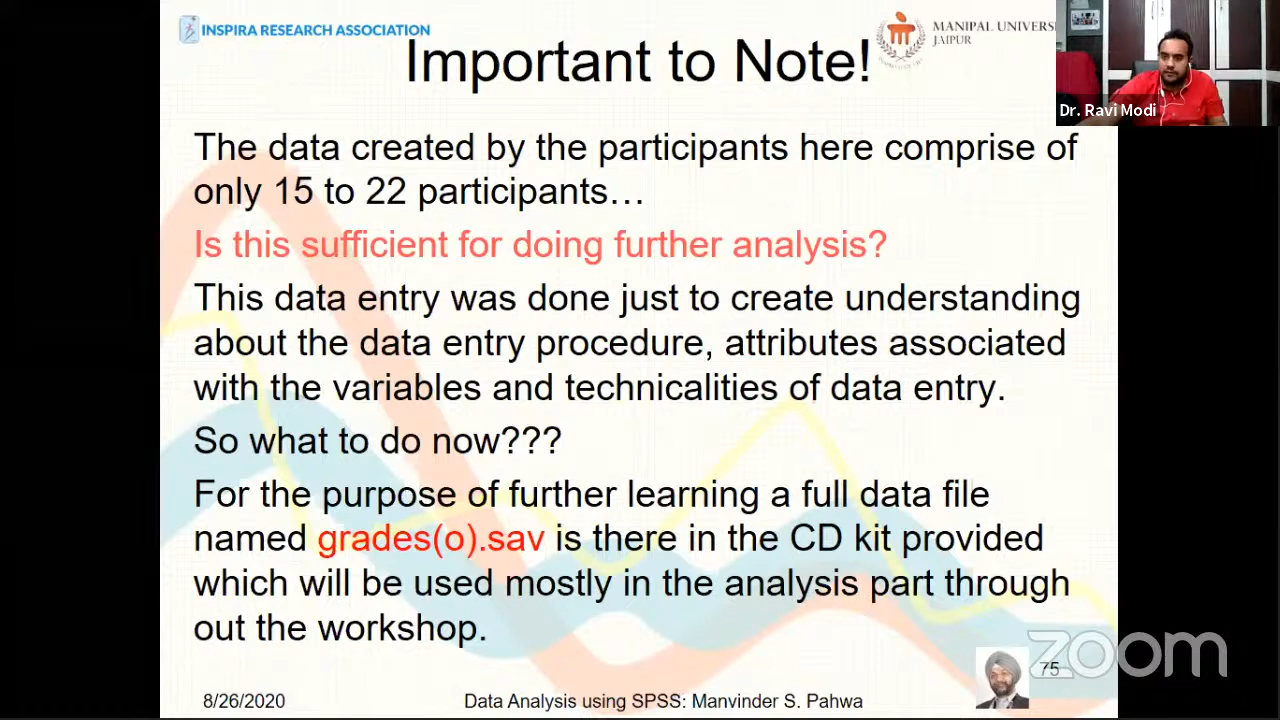 INSPIRA RESEARCH ASSOCIATION
MANIPAL UNIVERS
JAIPUR
Important to Note!
Dr. Ravi Modi
The data created by the participants here comprise of
only 15 to 22 participants…
Is this sufficient for doing further analysis?
This data entry was done just to create understanding
about the data entry procedure, attributes associated
with the variables and technicalities of data entry.
So what to do now???
For the purpose of further learning a full data file
named grades(o).sav is there in the CD kit provided
which will be used mostly in the analysis part through
out the workshop.
zoom
75
8/26/2020
Data Analysis using SPSS: Manvinder S. Pahwa